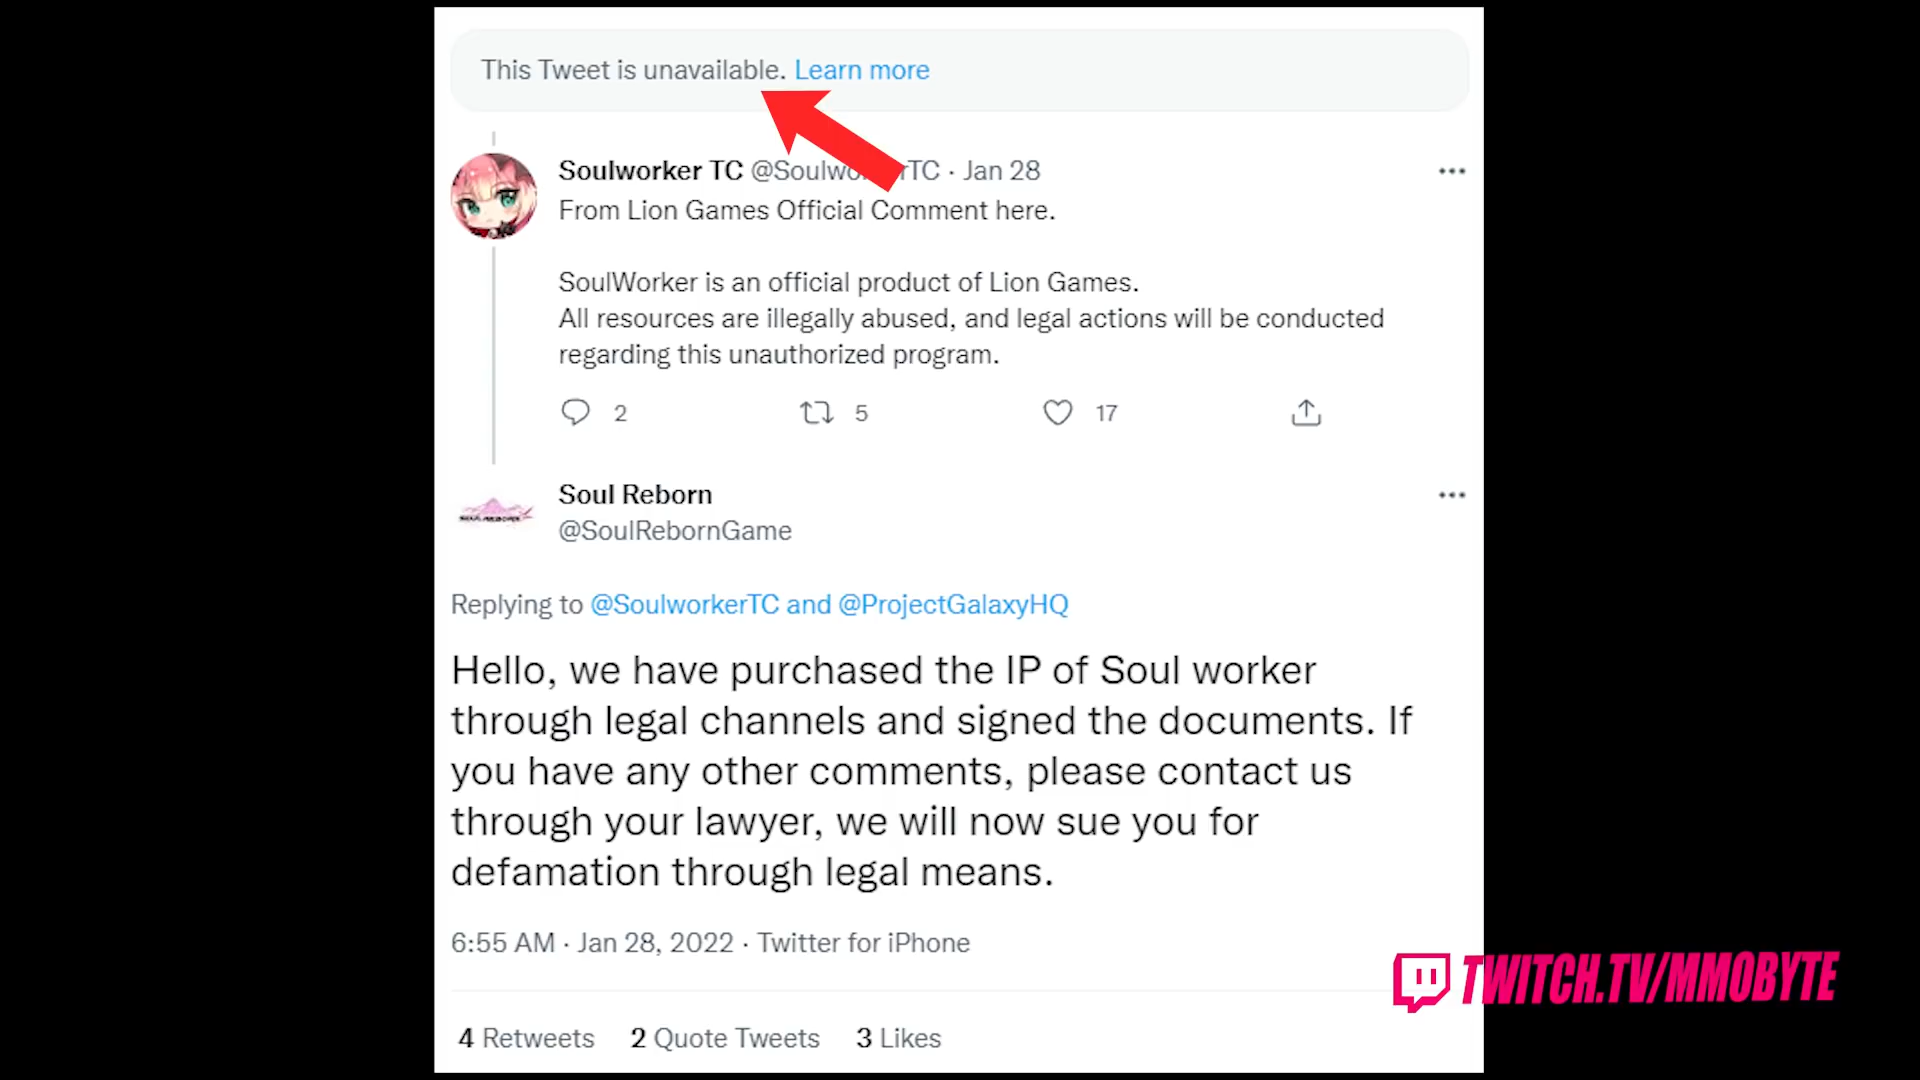 This Tweet is unavailable. Learn more
Soulworker TC @Soulwo rTC · Jan 28
From Lion Games Official Comment here.
SoulWorker is an official product of Lion Games.
All resources are illegally abused, and legal actions will be conducted
regarding this unauthorized program.
2 5 17
Soul Reborn
@SoulRebornGame
Replying to @SoulworkerTC and @ProjectGalaxyHQ
Hello, we have purchased the IP of Soul worker
through legal channels and signed the documents. If
you have any other comments, please contact us
through your lawyer, we will now sue you for
defamation through legal means.
6:55 AM · Jan 28, 2022 · Twitter for iPhone
TWITCH.TV/MMOBYTE
4 Retweets 2 Quote Tweets 3 Likes